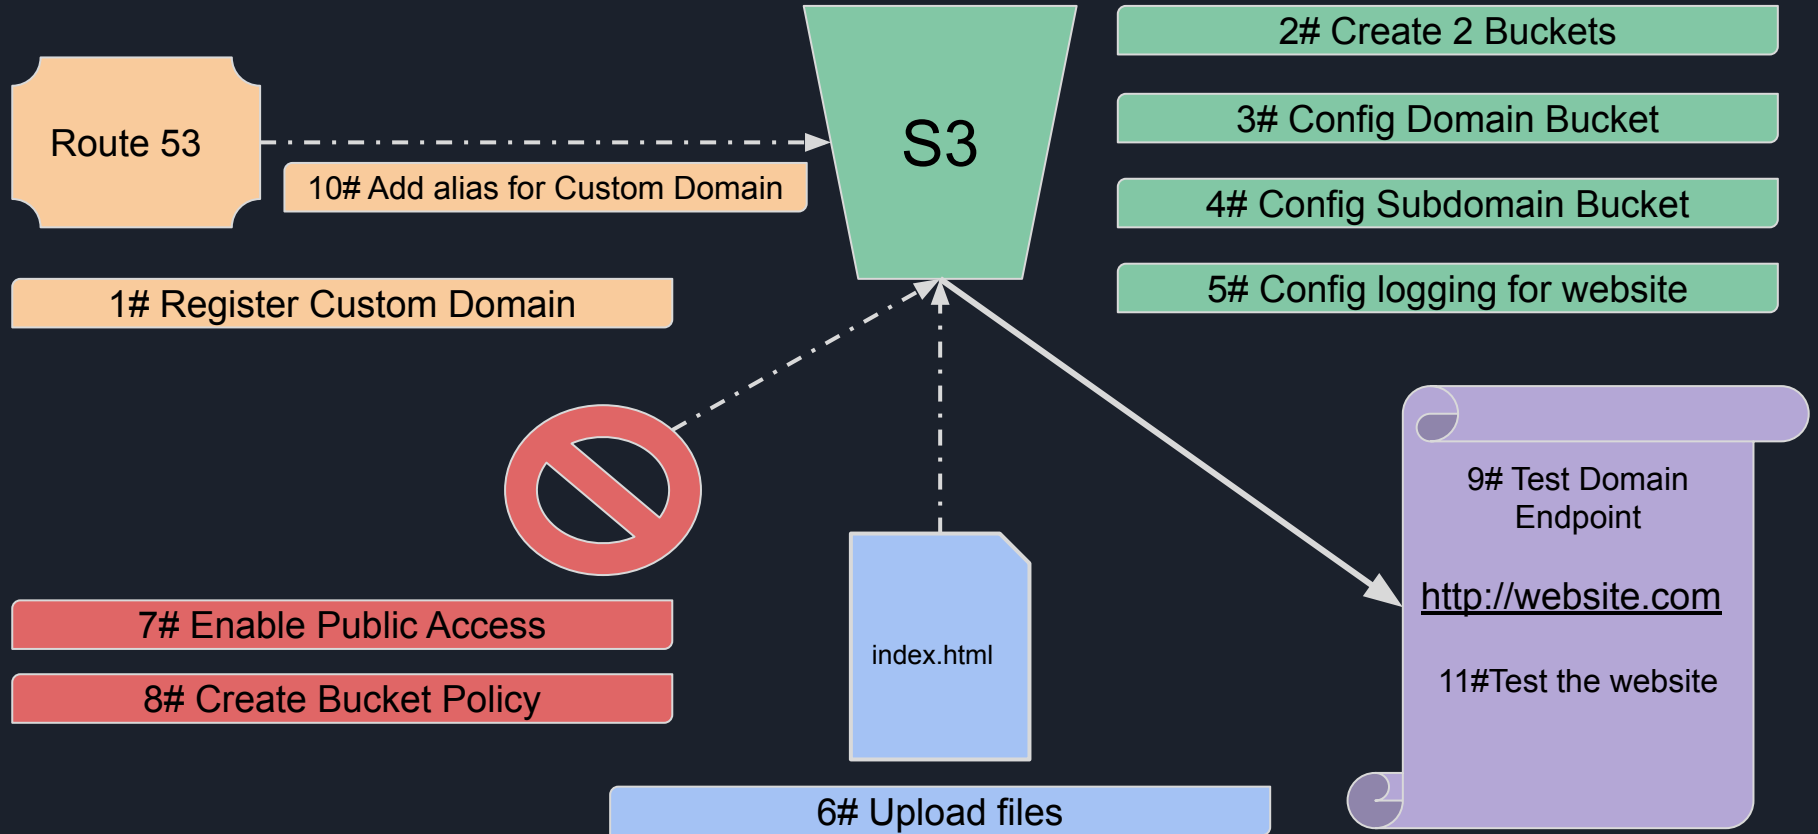 2# Create 2 Buckets
Route 53
S3
3# Config Domain Bucket
10# Add alias for Custom Domain
4# Config Subdomain Bucket
1# Register Custom Domain
5# Config logging for website
9# Test Domain
Endpoint
http://website.com
11#Test the website
7# Enable Public Access
8# Create Bucket Policy
index.html
6# Upload files